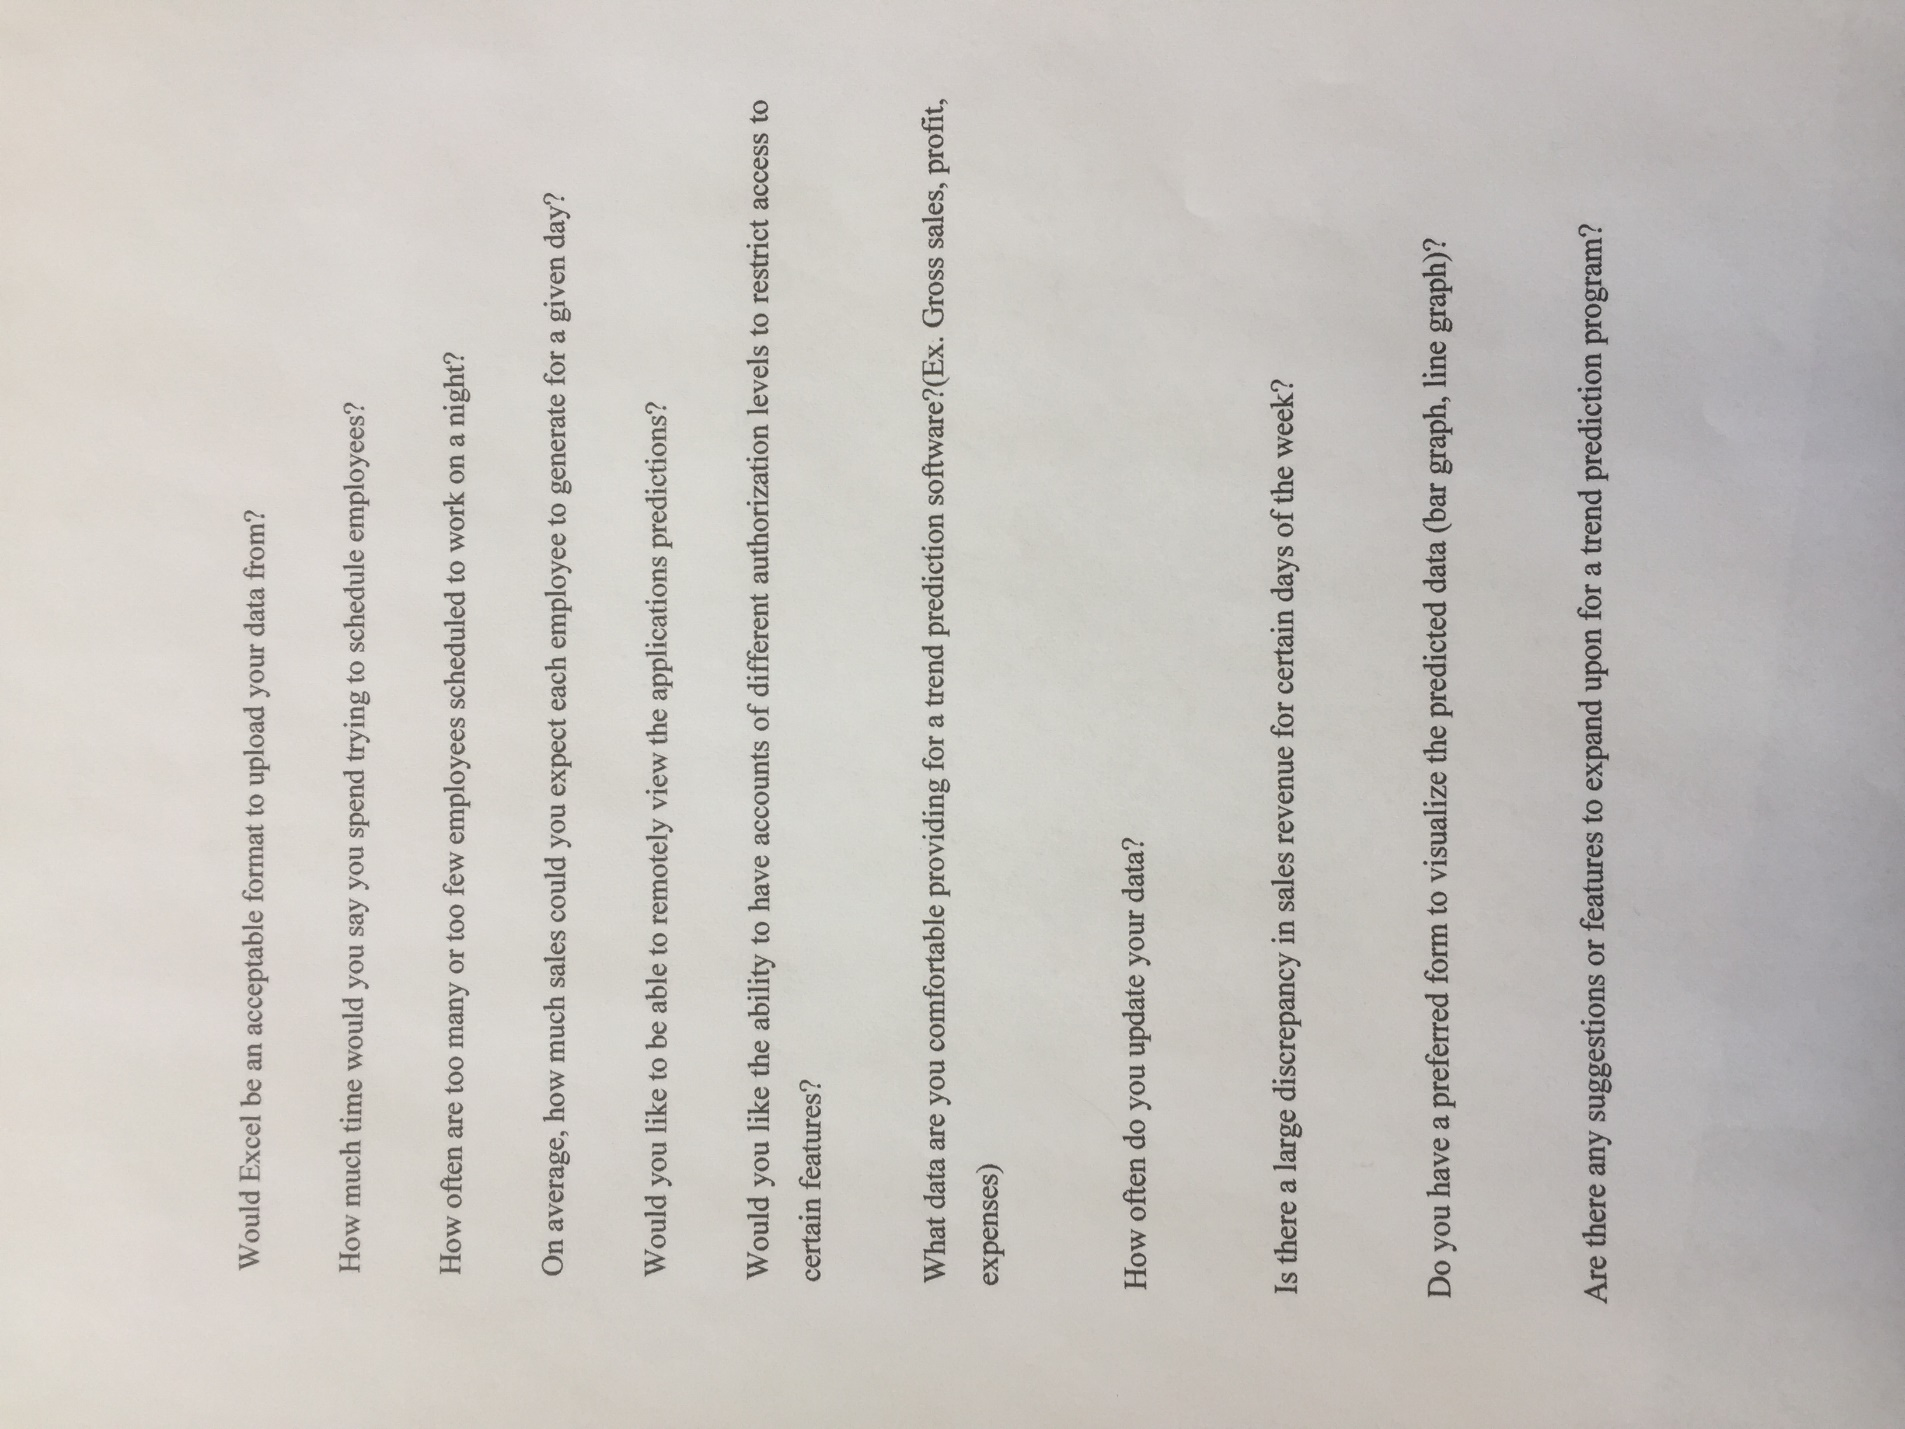 Would Excel be an acceptable format to upload your data from?
How much time would you say you spend trying to schedule employees?
How often are too many or too few employees scheduled to work on a night?
On average, how much sales could you expect each employee to generate for a given day?
Would you like to be able to remotely view the applications predictions?
Would you like the ability to have accounts of different authorization levels to restrict access to
certain features?
What data are you comfortable providing for a trend prediction software?(Ex. Gross sales, profit,
expenses)
How often do you update your data?
Is there a large discrepancy in sales revenue for certain days of the week?
Do you have a preferred form to visualize the predicted data (bar graph, line graph)?
Are there any suggestions or features to expand upon for a trend prediction program?